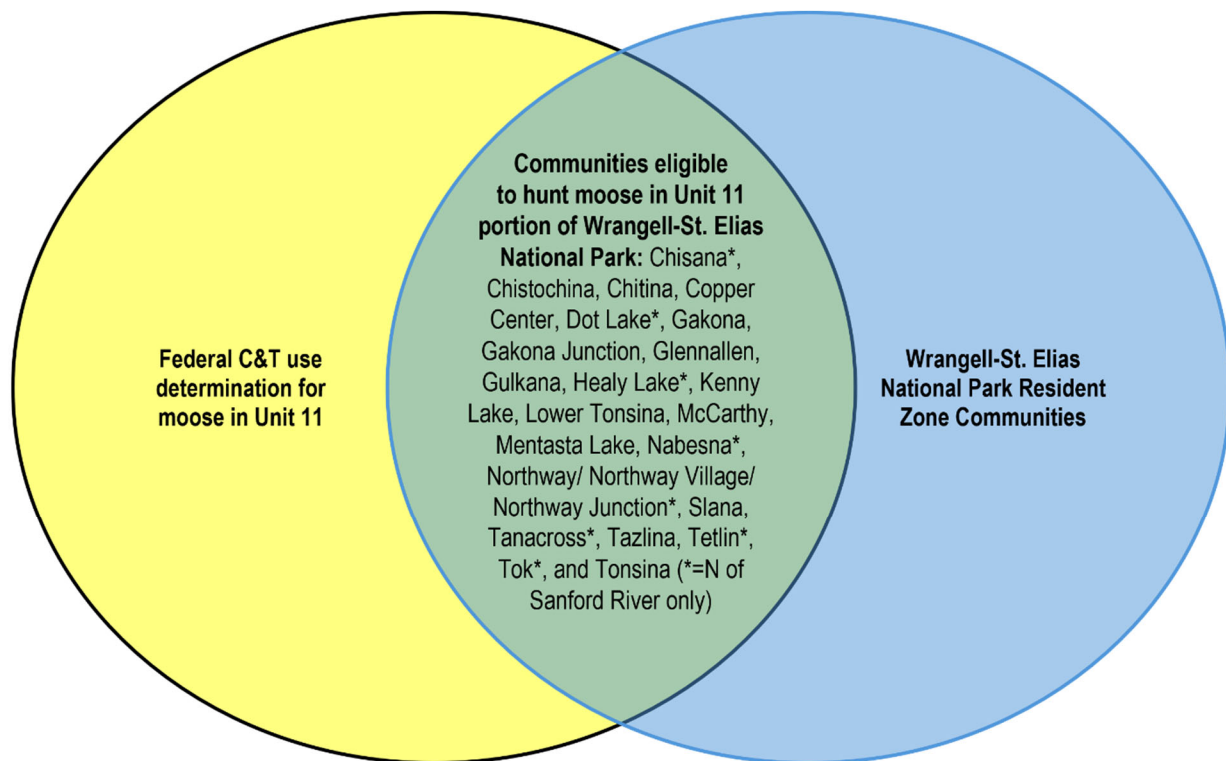 Federal C&T use
determination for
moose in Unit 11
Communities eligible
to hunt moose in Unit 11
portion of Wrangell-St. Elias
National Park: Chisana*,
Chistochina, Chitina, Copper
Center, Dot Lake*, Gakona,
Gakona Junction, Glennallen,
Gulkana, Healy Lake*, Kenny
Lake, Lower Tonsina, McCarthy,
Mentasta Lake, Nabesna*,
Northway/ Northway Village/
Northway Junction*, Slana,
Tanacross*, Tazlina, Tetlin*,
Tok*, and Tonsina (*=N of
Sanford River only)
Wrangell-St. Elias
National Park Resident
Zone Communities